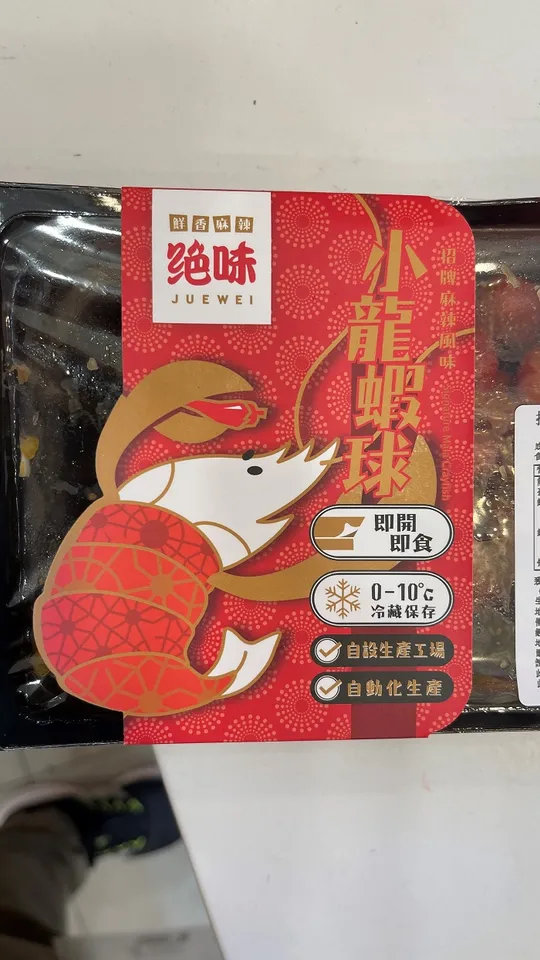 鮮香麻辣
绝味
JUEWEI
小龍蝦球
招牌麻辣風味
即開
即食
0-10℃
冷藏保存
自設生產工場
自動化生產